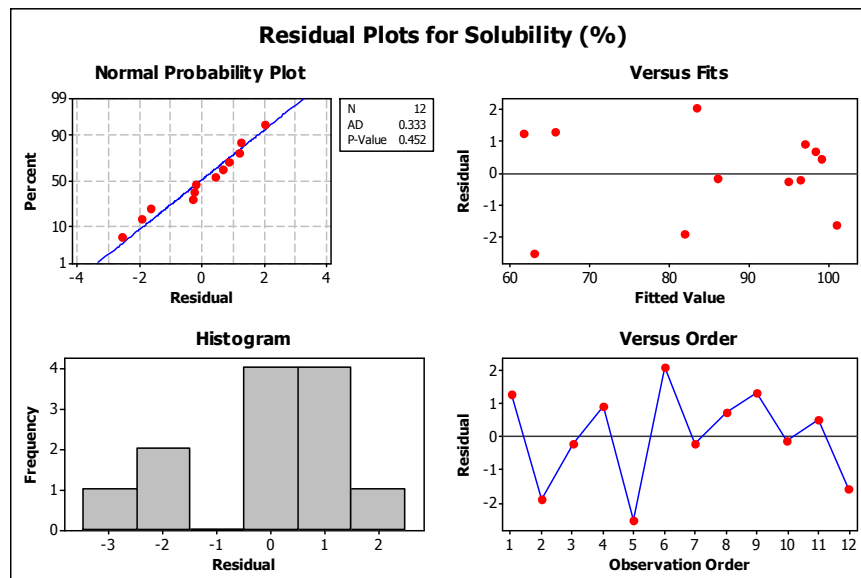 Residual Plots for Solubility (%)
Normal Probability Plot
99
90
50
10
1
Percent
-4 -2 0 2 4
Residual
N 12
AD 0.333
P-Value 0.452
Versus Fits
2
1
0
-1
-2
Residual
60 70 80 90 100
Fitted Value
Histogram
4
3
2
1
0
Frequency
-3 -2 -1 0 1 2
Residual
Versus Order
2
1
0
-1
-2
Residual
1 2 3 4 5 6 7 8 9 10 11 12
Observation Order